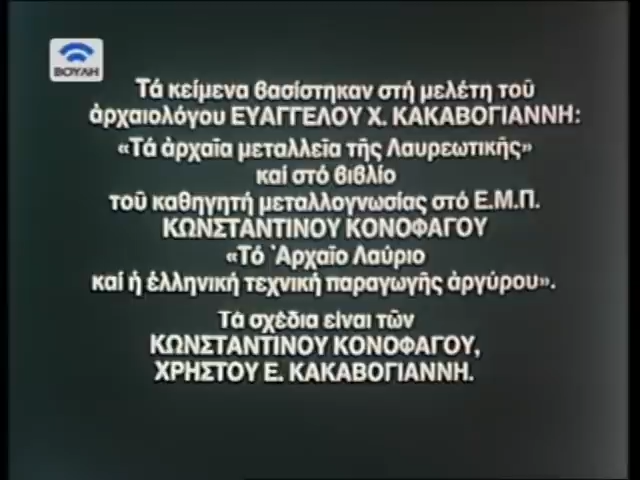 ΒΟΥΛΗ
Τά κείμενα βασίστηκαν στή μελέτη τοῦ
ἀρχαιολόγου ΕΥΑΓΓΕΛΟΥ Χ. ΚΑΚΑΒΟΓΙΑΝΝΗ:
«Τά ἀρχαῖα μεταλλεῖα τῆς Λαυρεωτικῆς»
καί στό βιβλίο
τοῦ καθηγητή μεταλλογνωσίας στό Ε.Μ.Π.
ΚΩΝΣΤΑΝΤΙΝΟΥ ΚΟΝΟΦΑΓΟΥ
«Τό Ἀρχαῖο Λαύριο
καί ἡ ἑλληνική τεχνική παραγωγῆς ἀργύρου».
Τά σχέδια εἶναι τῶν
ΚΩΝΣΤΑΝΤΙΝΟΥ ΚΟΝΟΦΑΓΟΥ,
ΧΡΗΣΤΟΥ Ε. ΚΑΚΑΒΟΓΙΑΝΝΗ.